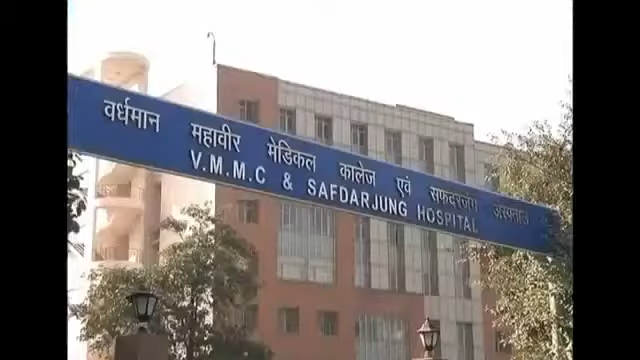 वर्धमान महावीर मेडिकल कालेज एवं सफदरजंग अस्पताल
V.M.M.C & SAFDARJUNG HOSPITAL